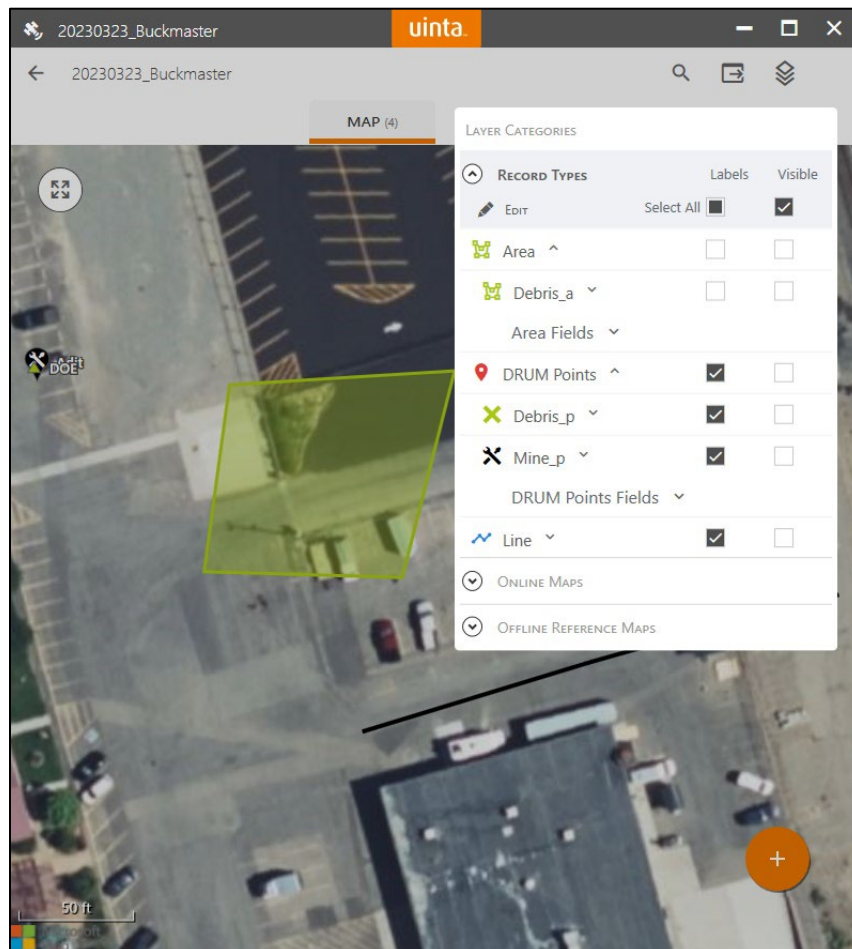 20230323_Buckmaster
uinta.
20230323_Buckmaster
MAP (4)
LAYER CATEGORIES
RECORD TYPES Labels Visible
EDIT Select All
Area
Debris_a
Area Fields
DRUM Points
Debris_p
Mine_p
DRUM Points Fields
Line
ONLINE MAPS
OFFLINE REFERENCE MAPS
DOE
50 ft
Microsoft